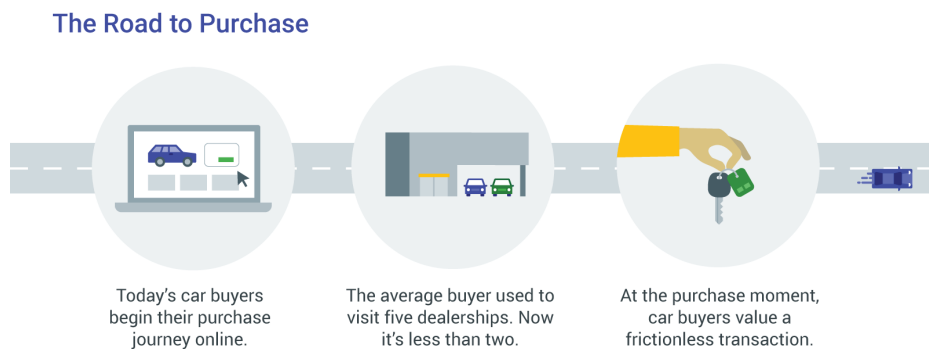 The Road to Purchase
Today's car buyers
begin their purchase
journey online.
The average buyer used to
visit five dealerships. Now
it's less than two.
At the purchase moment,
car buyers value a
frictionless transaction.